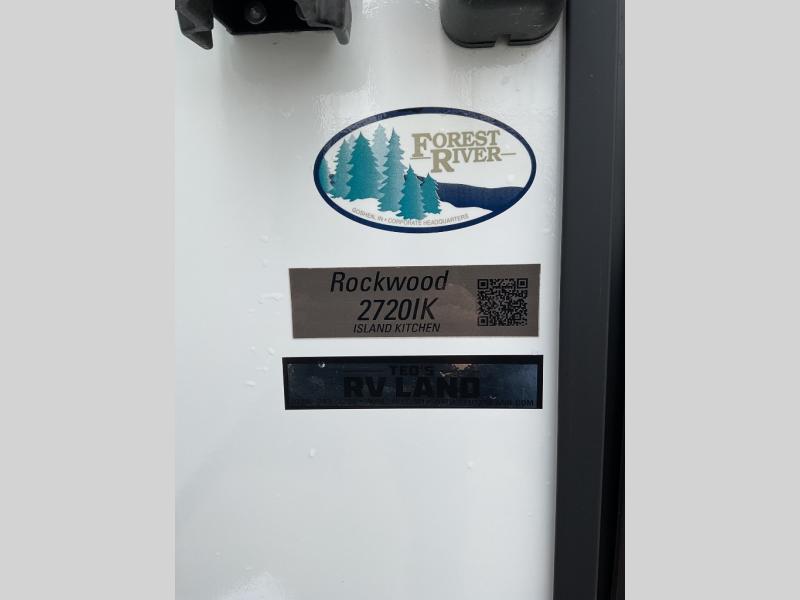 FOREST
RIVER
GOSHEN, IN • CORPORATE HEADQUARTERS
Rockwood
2720IK
ISLAND KITCHEN
TED'S
RV LAND